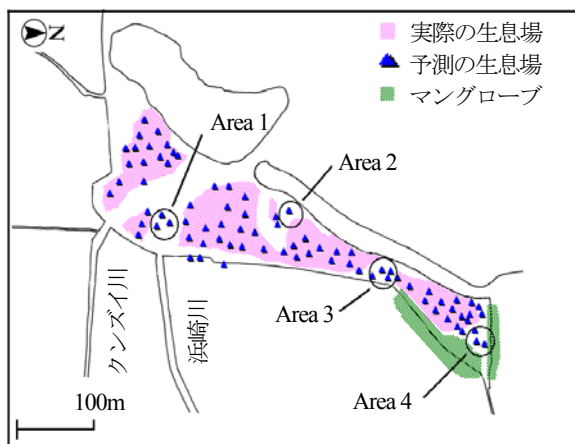 N
実際の生息場
予測の生息場
マングローブ
Area 1
Area 2
Area 3
Area 4
クンズイ川
浜崎川
100m